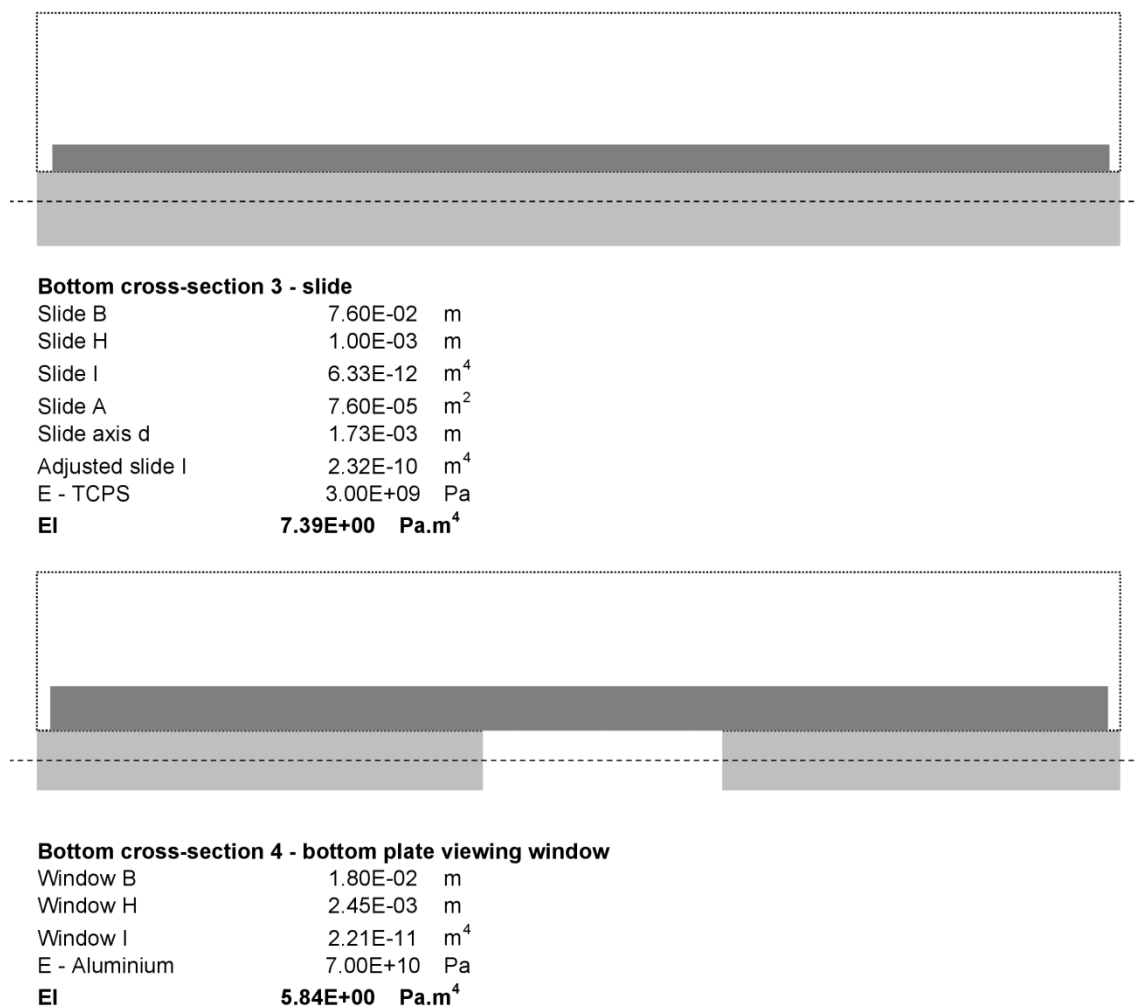 Bottom cross-section 3 - slide
Slide B 7.60E-02 m
Slide H 1.00E-03 m
Slide I 6.33E-12 m⁴
Slide A 7.60E-05 m²
Slide axis d 1.73E-03 m
Adjusted slide I 2.32E-10 m⁴
E - TCPS 3.00E+09 Pa
EI 7.39E+00 Pa.m⁴
Bottom cross-section 4 - bottom plate viewing window
Window B 1.80E-02 m
Window H 2.45E-03 m
Window I 2.21E-11 m⁴
E - Aluminium 7.00E+10 Pa
EI 5.84E+00 Pa.m⁴